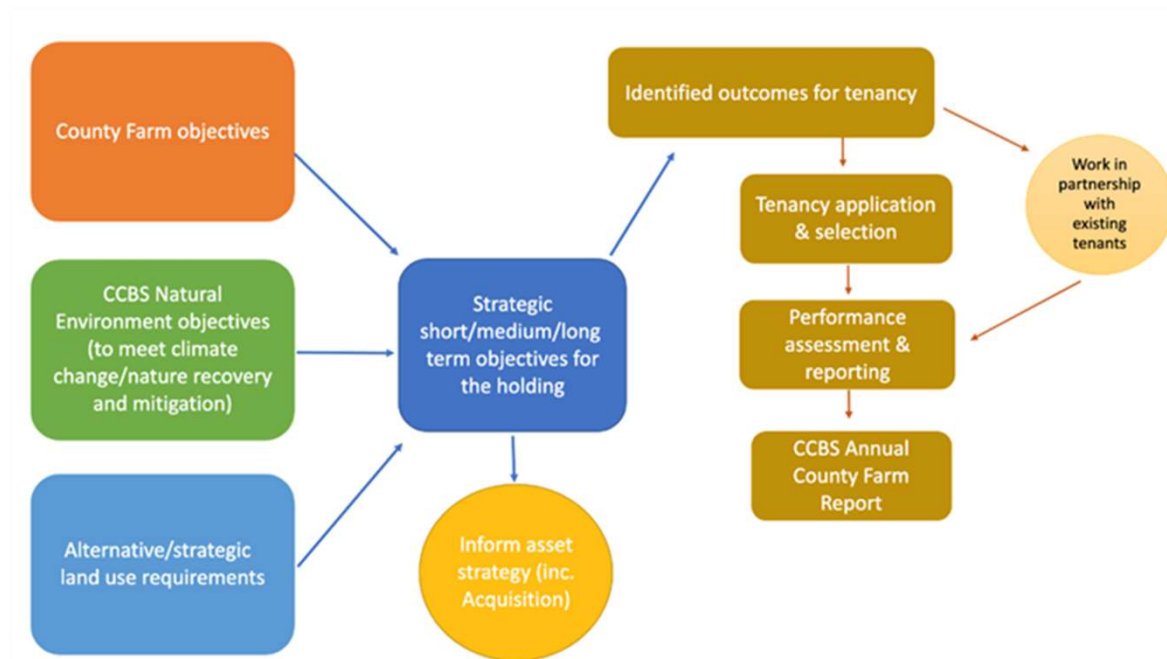 County Farm objectives
CCBS Natural
Environment objectives
(to meet climate
change/nature recovery
and mitigation)
Alternative/strategic
land use requirements
Strategic
short/medium/long
term objectives for
the holding
Inform asset
strategy (inc.
Acquisition)
Identified outcomes for tenancy
Tenancy application
& selection
Work in
partnership
with
existing
tenants
Performance
assessment &
reporting
CCBS Annual
County Farm
Report